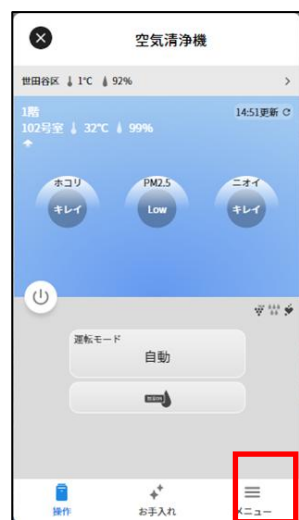 空気清浄機
世田谷区 1℃ 92%
1階
14:51更新
102号室 32℃ 99%
ホコリ
PM2.5
ニオイ
キレイ
Low
キレイ
運転モード
自動
操作
お手入れ
メニュー